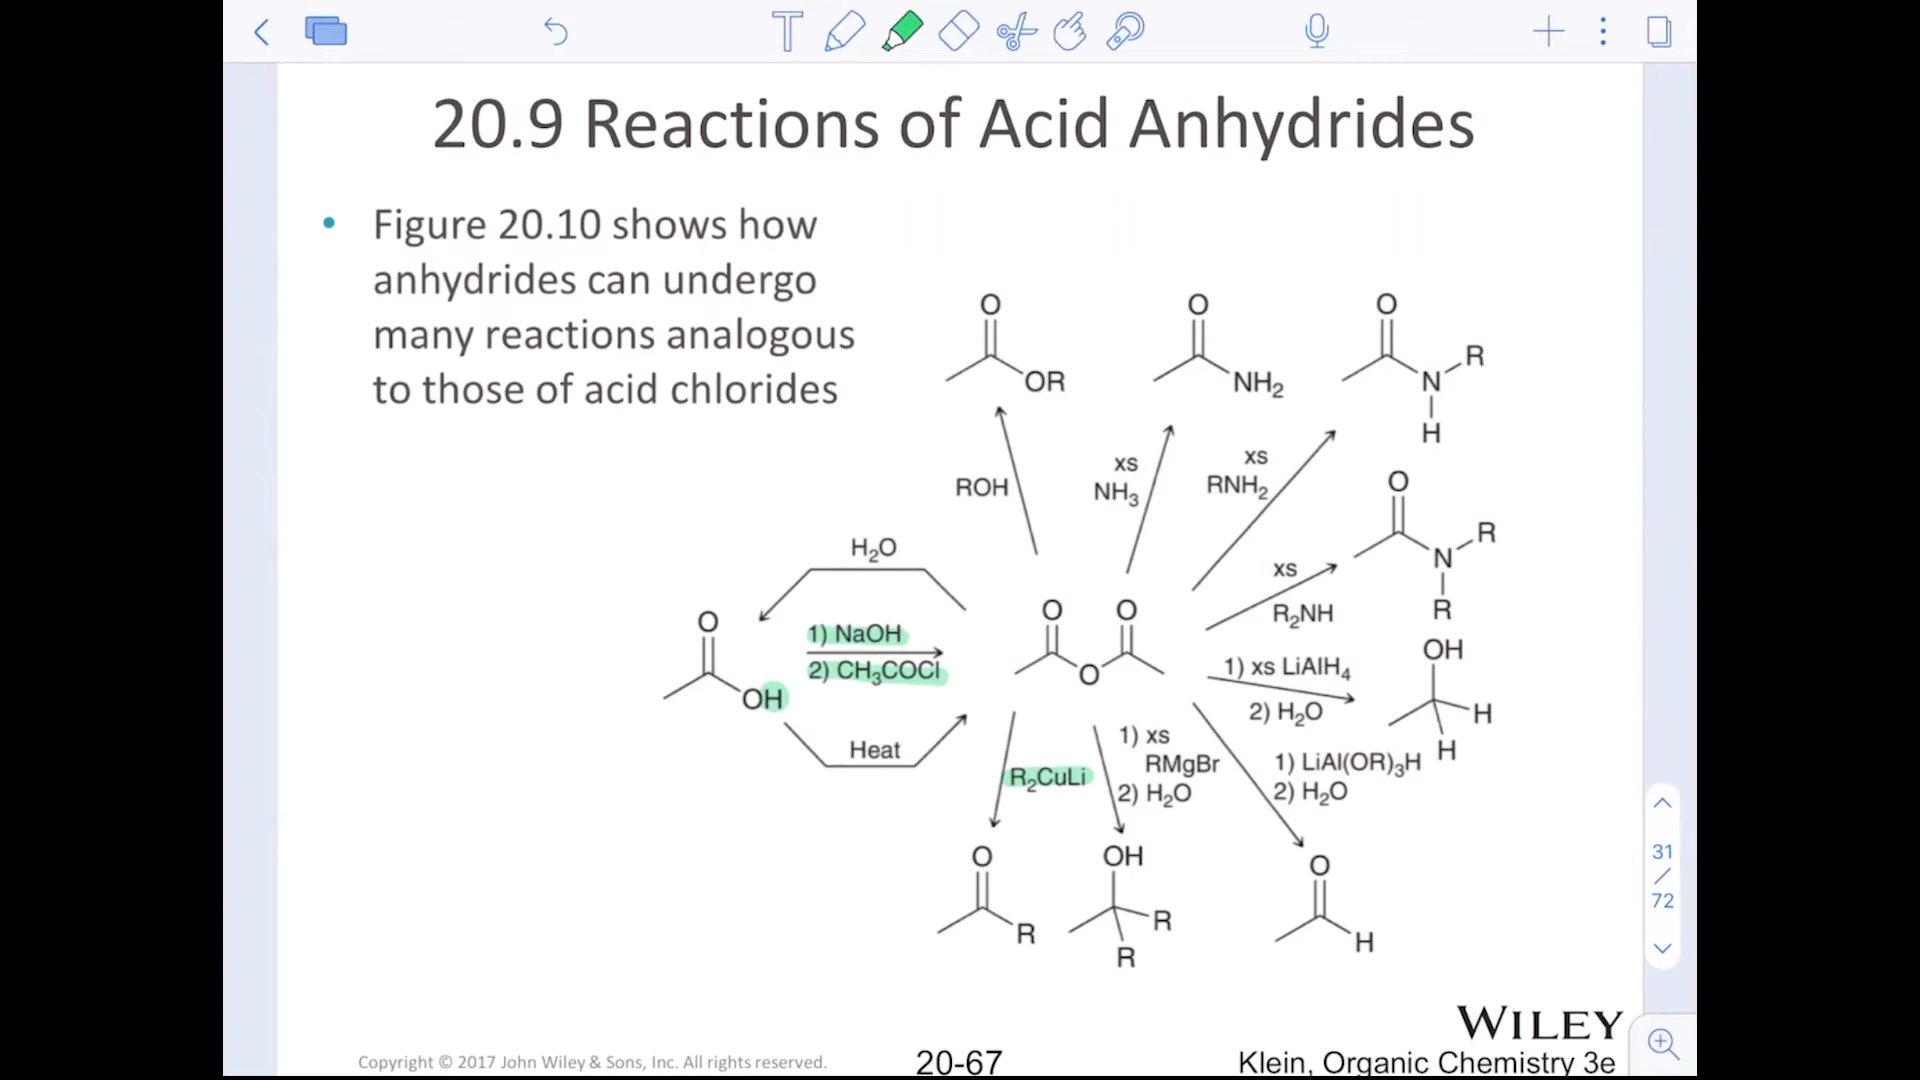 20.9 Reactions of Acid Anhydrides
• Figure 20.10 shows how
anhydrides can undergo
many reactions analogous
to those of acid chlorides
O
OR
O
NH₂
O
R
N
H
ROH
xs
NH₃
xs
RNH₂
O
R
N
R
xs
R₂NH
H₂O
O
OH
1) NaOH
2) CH₃COCl
Heat
O
O
O
1) xs LiAlH₄
2) H₂O
OH
H
H
R₂CuLi
1) xs
RMgBr
2) H₂O
1) LiAl(OR)₃H
2) H₂O
O
R
OH
R
R
O
H
31
/
72
WILEY
Copyright © 2017 John Wiley & Sons, Inc. All rights reserved.
20-67
Klein, Organic Chemistry 3e